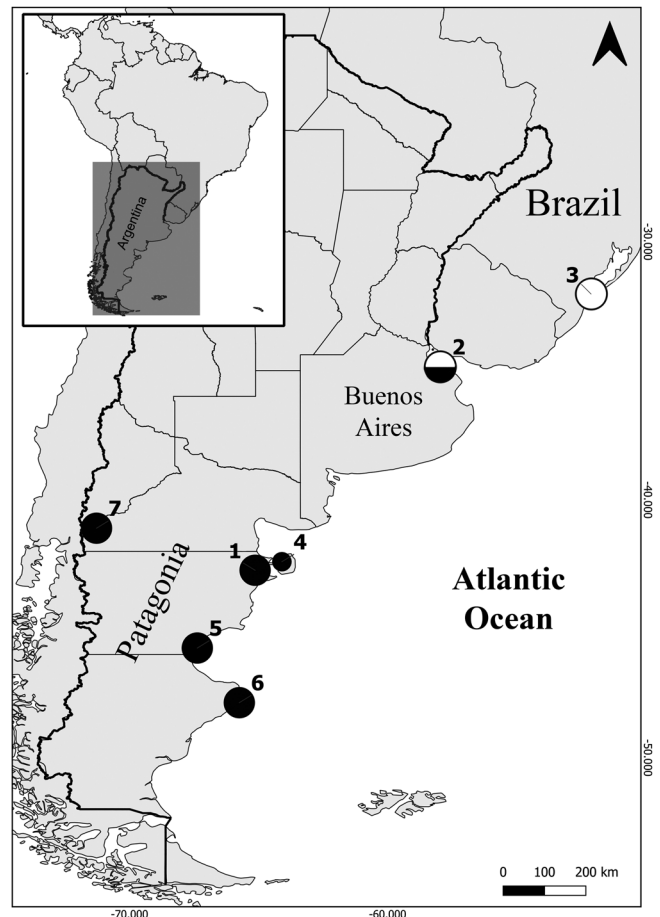 Argentina
Brazil
-30.000
3
2
Buenos
Aires
-40.000
7
1
4
Patagonia
Atlantic
Ocean
5
6
-50.000
0 100 200 km
-70.000 -60.000